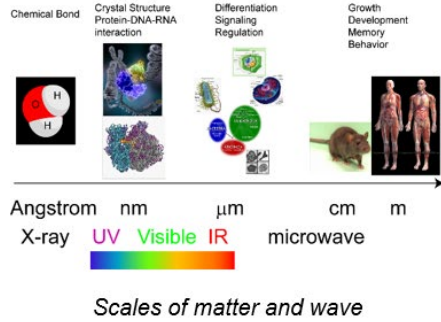 Chemical Bond
Crystal Structure
Protein-DNA-RNA
interaction
Differentiation
Signaling
Regulation
Growth
Development
Memory
Behavior
O
H
H
Angstrom nm μm cm m
X-ray UV Visible IR microwave
Scales of matter and wave